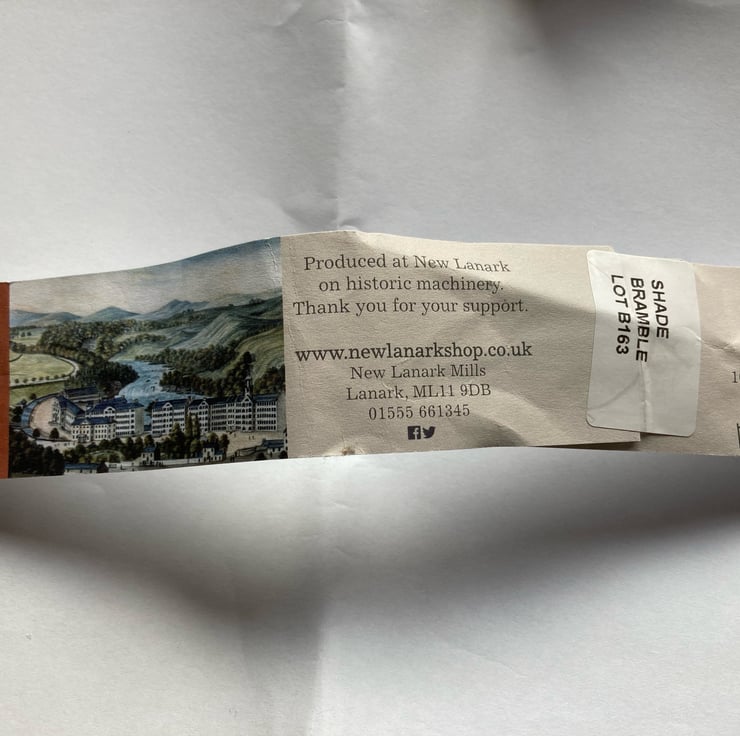 Produced at New Lanark
on historic machinery.
Thank you for your support.
www.newlanarkshop.co.uk
New Lanark Mills
Lanark, ML11 9DB
01555 661345
SHADE
BRAMBLE
LOT B163